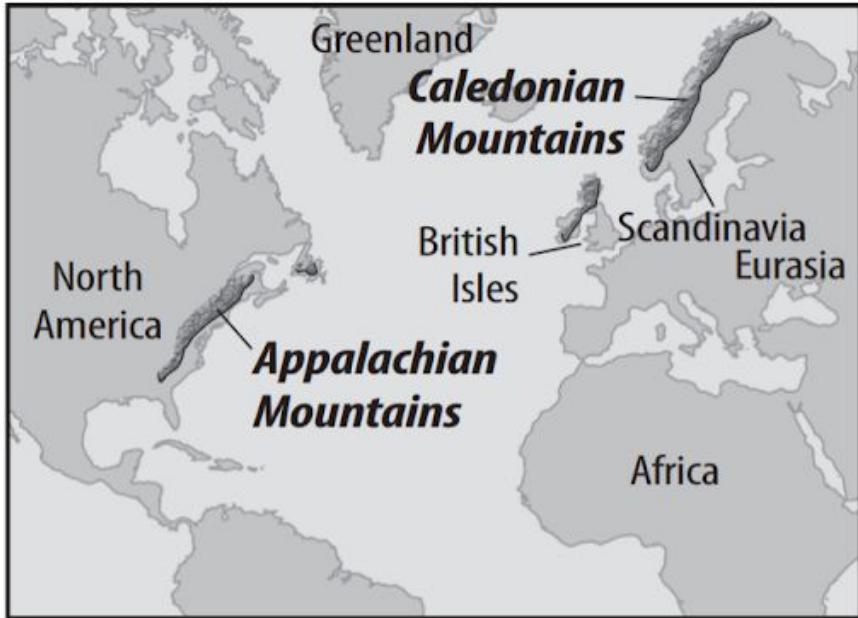 Greenland
Caledonian
Mountains
British
Isles
Scandinavia
Eurasia
North
America
Appalachian
Mountains
Africa